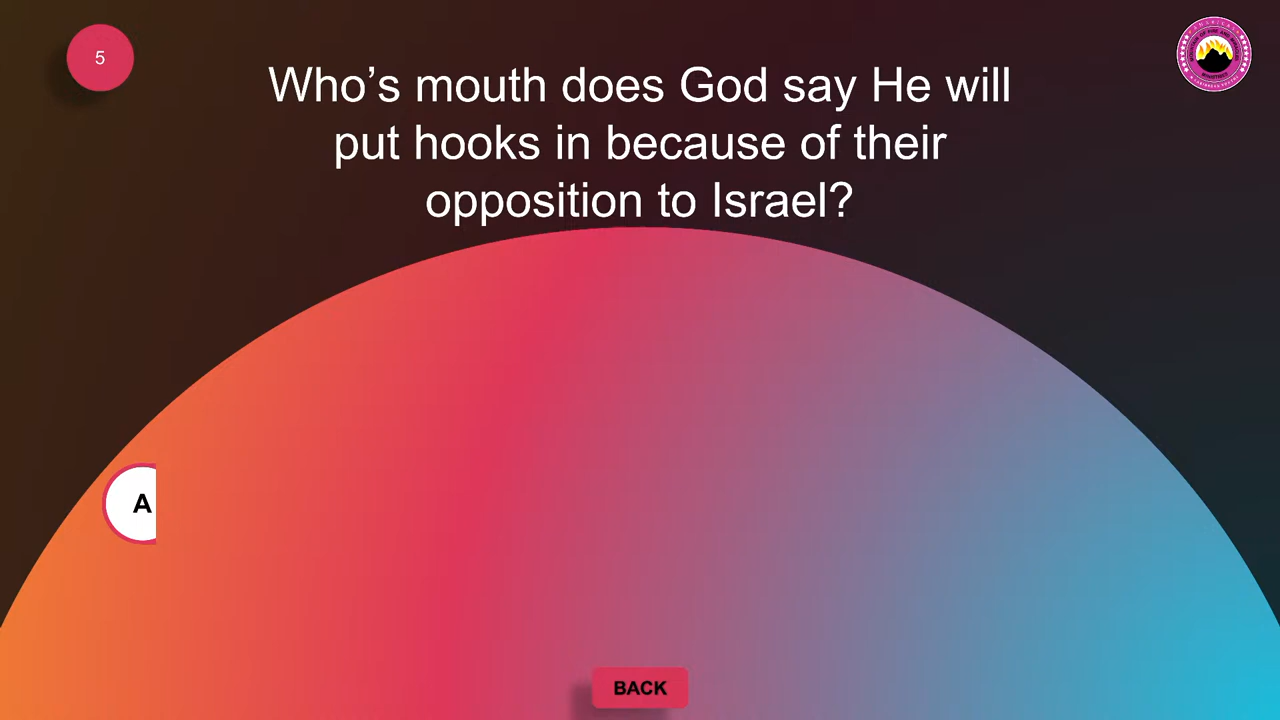 5
Who’s mouth does God say He will
put hooks in because of their
opposition to Israel?
A
BACK